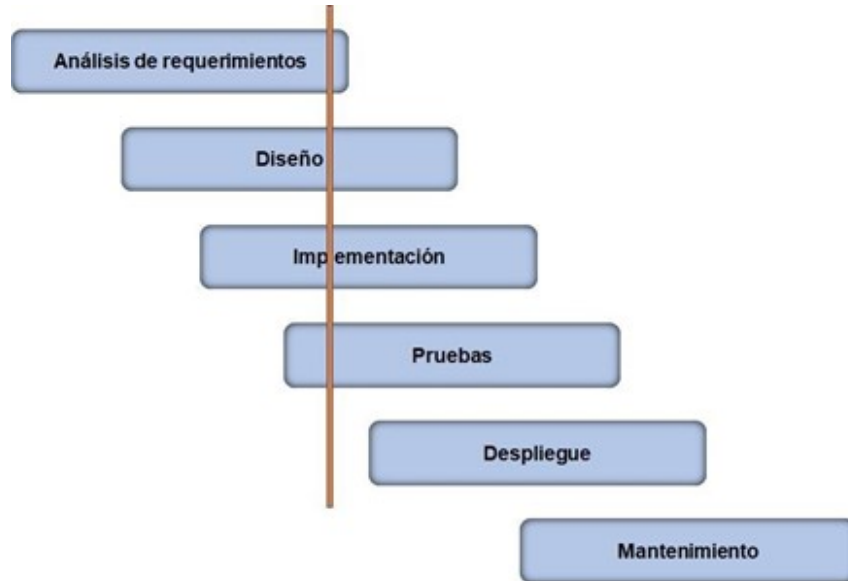 Análisis de requerimientos
Diseño
Implementación
Pruebas
Despliegue
Mantenimiento